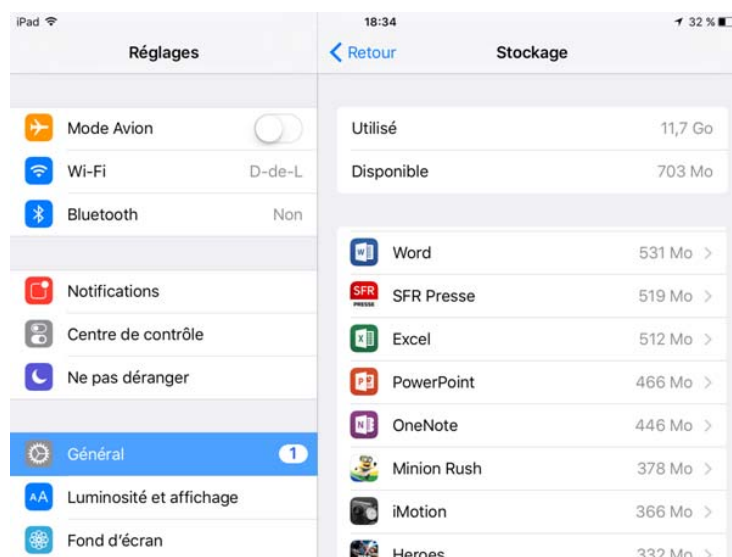 iPad 18:34 32 %
Réglages
Retour Stockage
Mode Avion
Wi-Fi D-de-L
Bluetooth Non
Notifications
Centre de contrôle
Ne pas déranger
Général 1
AA Luminosité et affichage
Fond d'écran
Utilisé 11,7 Go
Disponible 703 Mo
W Word 531 Mo
SFR PRESSE SFR Presse 519 Mo
X Excel 512 Mo
P PowerPoint 466 Mo
N OneNote 446 Mo
Minion Rush 378 Mo
iMotion 366 Mo
Heroes 332 Mo